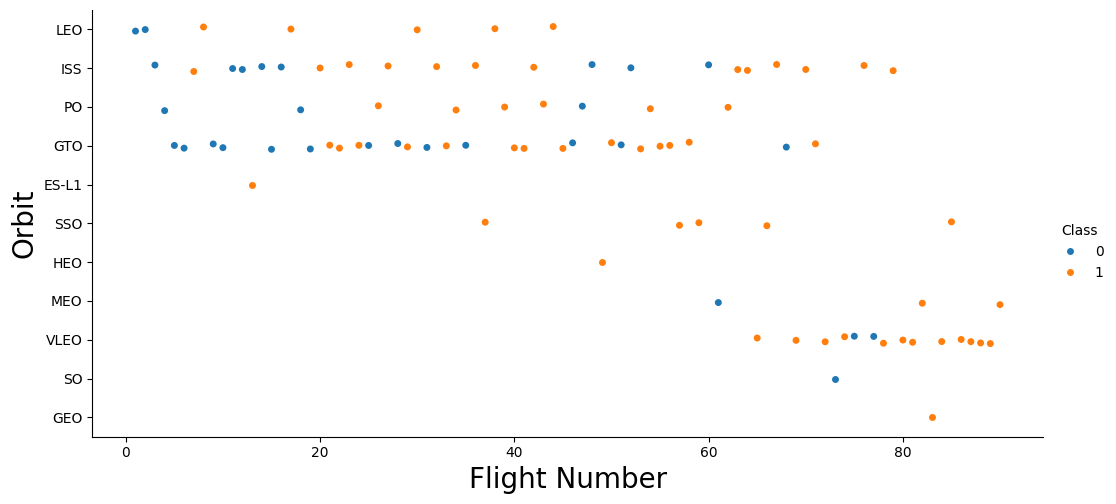 LEO
ISS
PO
GTO
ES-L1
SSO
HEO
MEO
VLEO
SO
GEO
Orbit
0 20 40 60 80
Flight Number
Class
0
1